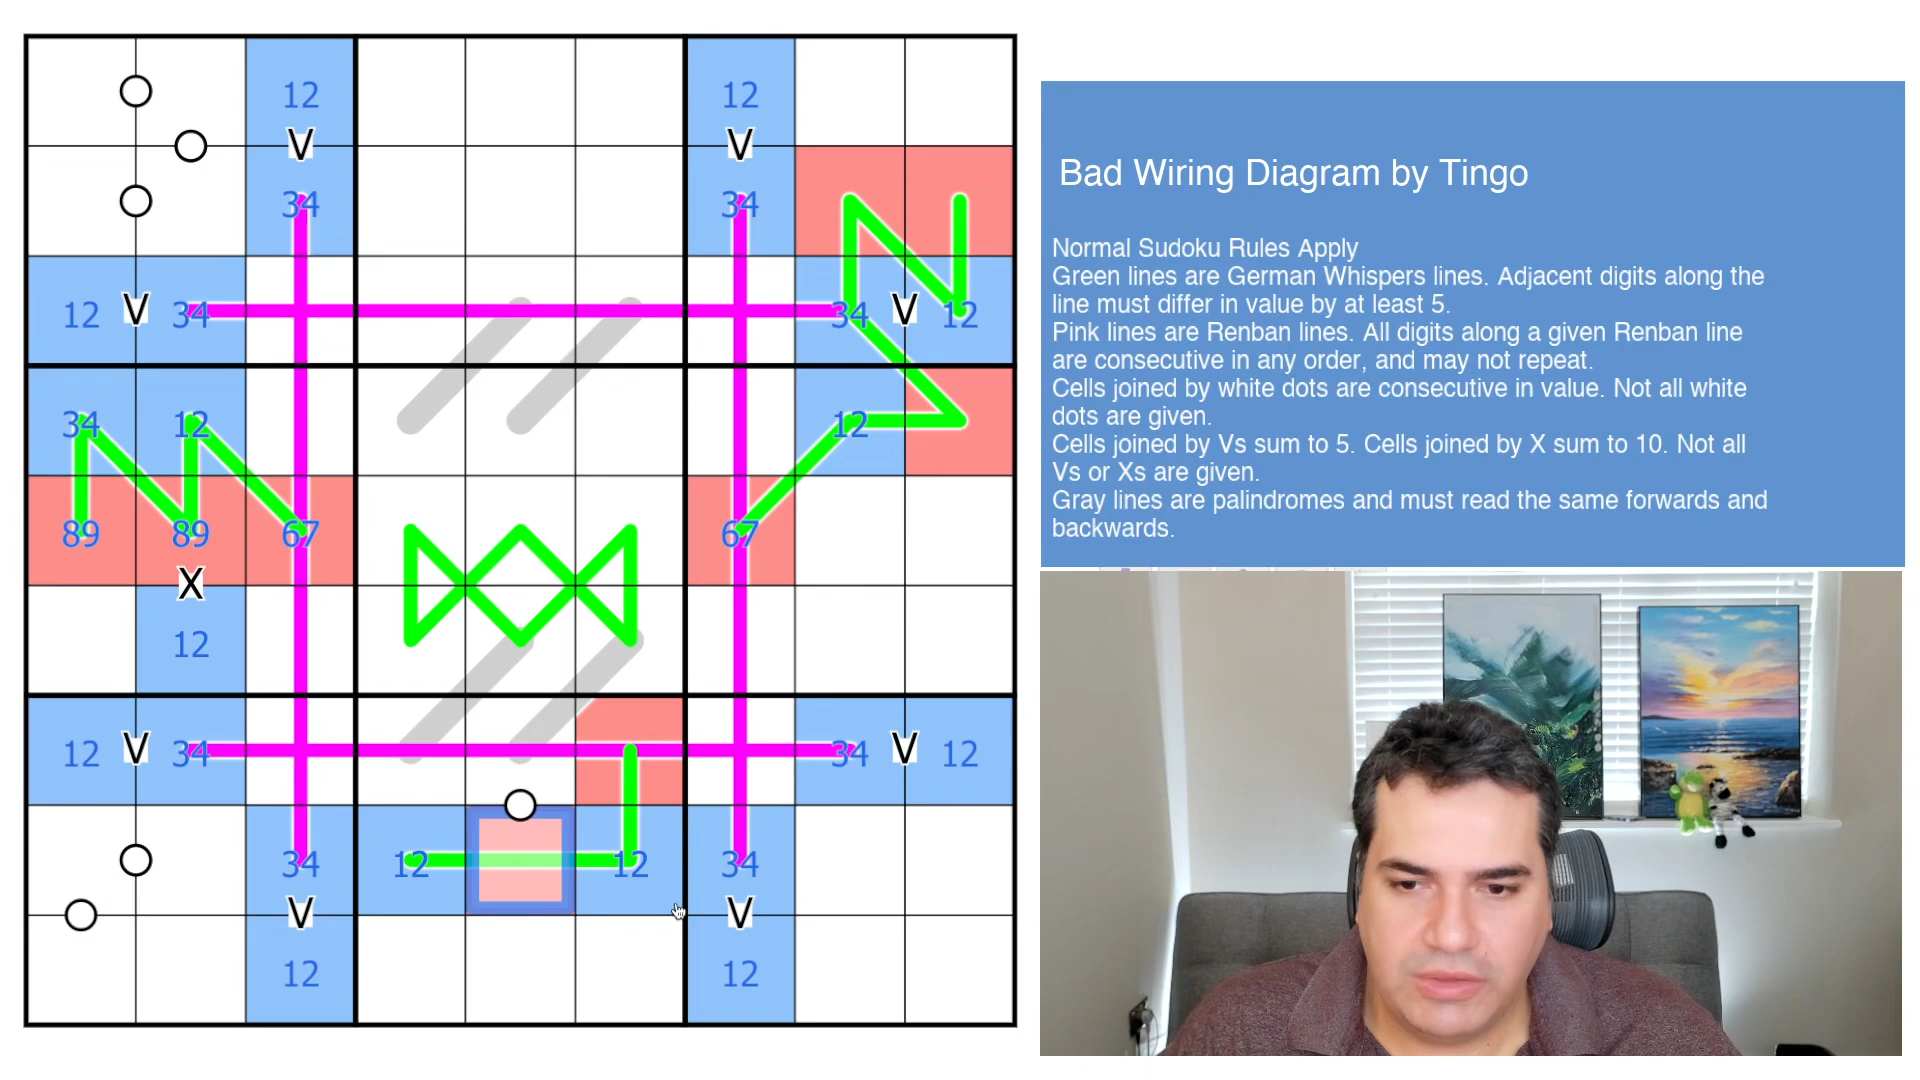 12 12
V V
34 34
12 V 34 34 V 12
34 12 12
89 89 67 67
X
12
12 V 34 34 V 12
34 12 12 34
V V
12 12
Bad Wiring Diagram by Tingo
Normal Sudoku Rules Apply
Green lines are German Whispers lines. Adjacent digits along the
line must differ in value by at least 5.
Pink lines are Renban lines. All digits along a given Renban line
are consecutive in any order, and may not repeat.
Cells joined by white dots are consecutive in value. Not all white
dots are given.
Cells joined by Vs sum to 5. Cells joined by X sum to 10. Not all
Vs or Xs are given.
Gray lines are palindromes and must read the same forwards and
backwards.